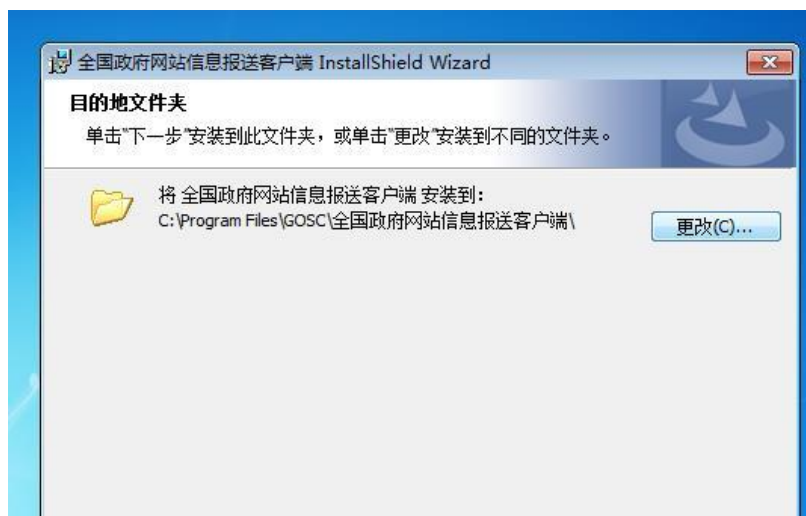 全国政府网站信息报送客户端 InstallShield Wizard
目的地文件夹
单击“下一步”安装到此文件夹，或单击“更改”安装到不同的文件夹。
将 全国政府网站信息报送客户端 安装到：
C:\Program Files\GOSC\全国政府网站信息报送客户端\
更改(C)...